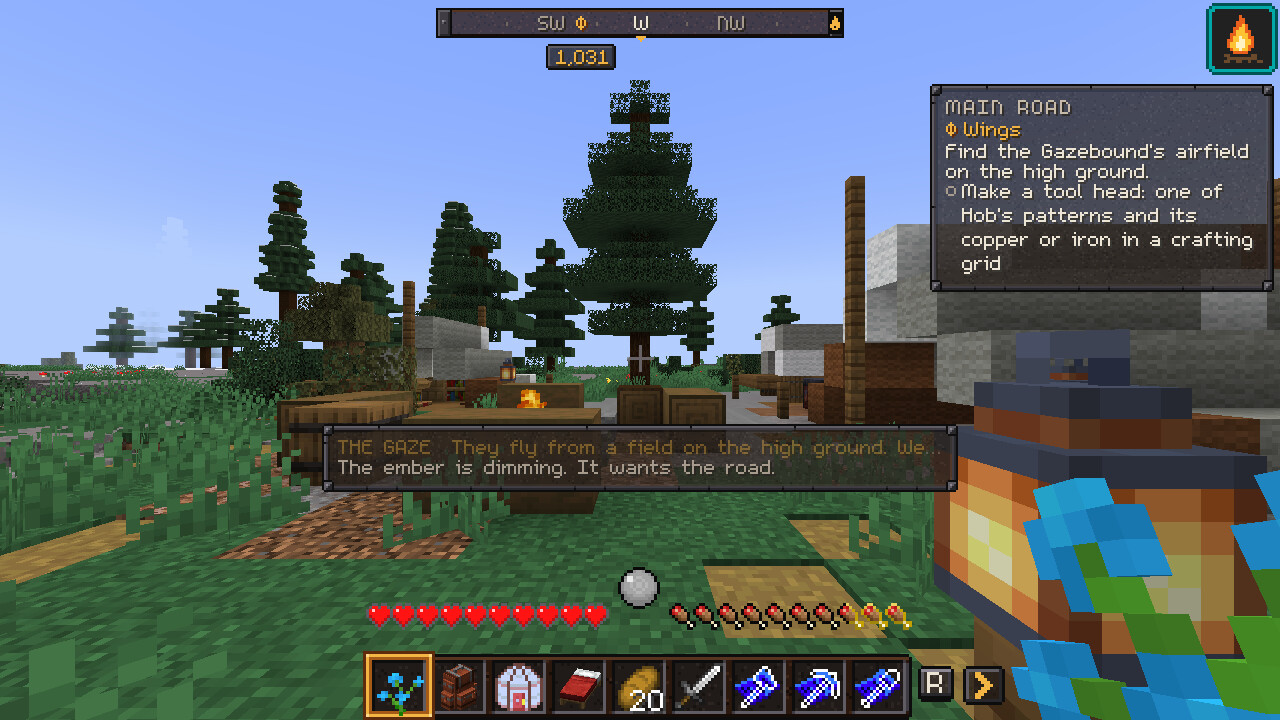 SW W NW
1,031
MAIN ROAD
Wings
Find the Gazebound's airfield
on the high ground.
Make a tool head: one of
Hob's patterns and its
copper or iron in a crafting
grid
THE GAZE They fly from a field on the high ground. We...
The ember is dimming. It wants the road.
20
R